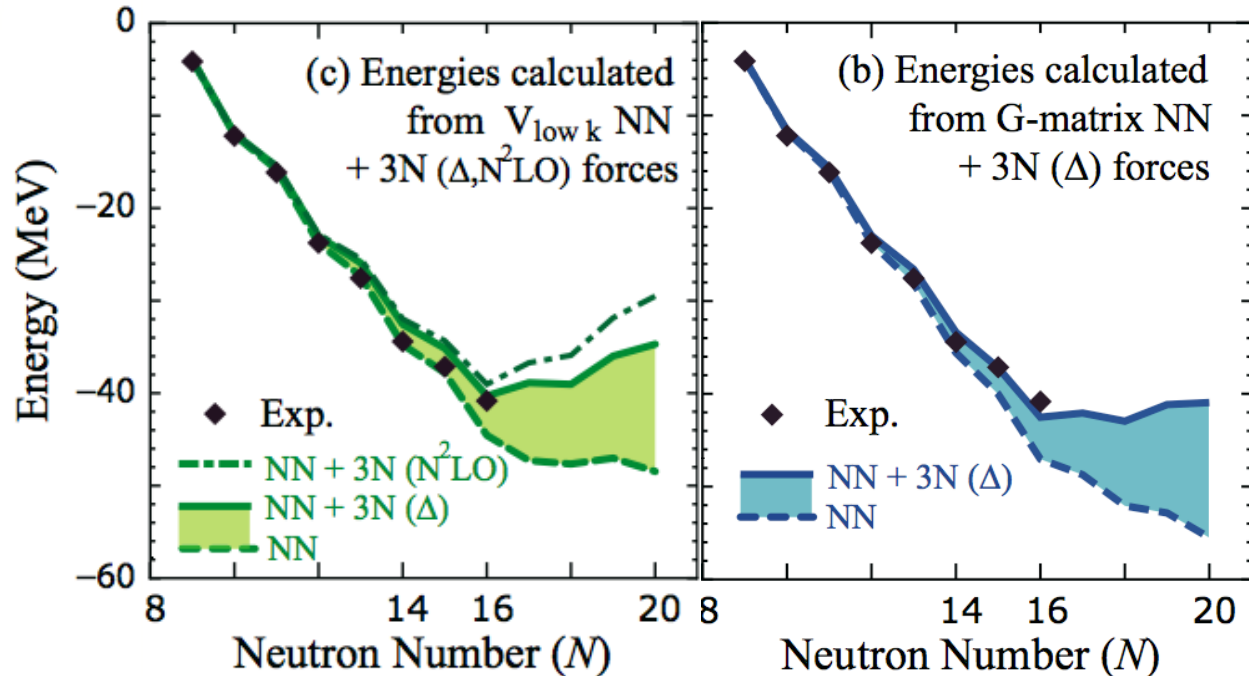 0
−20
−40
−60
Energy (MeV)
(c) Energies calculated
from V low k NN
+ 3N (Δ,N²LO) forces
Exp.
NN + 3N (N²LO)
NN + 3N (Δ)
NN
8
14
16
20
Neutron Number (N)
(b) Energies calculated
from G-matrix NN
+ 3N (Δ) forces
Exp.
NN + 3N (Δ)
NN
8
14
16
20
Neutron Number (N)